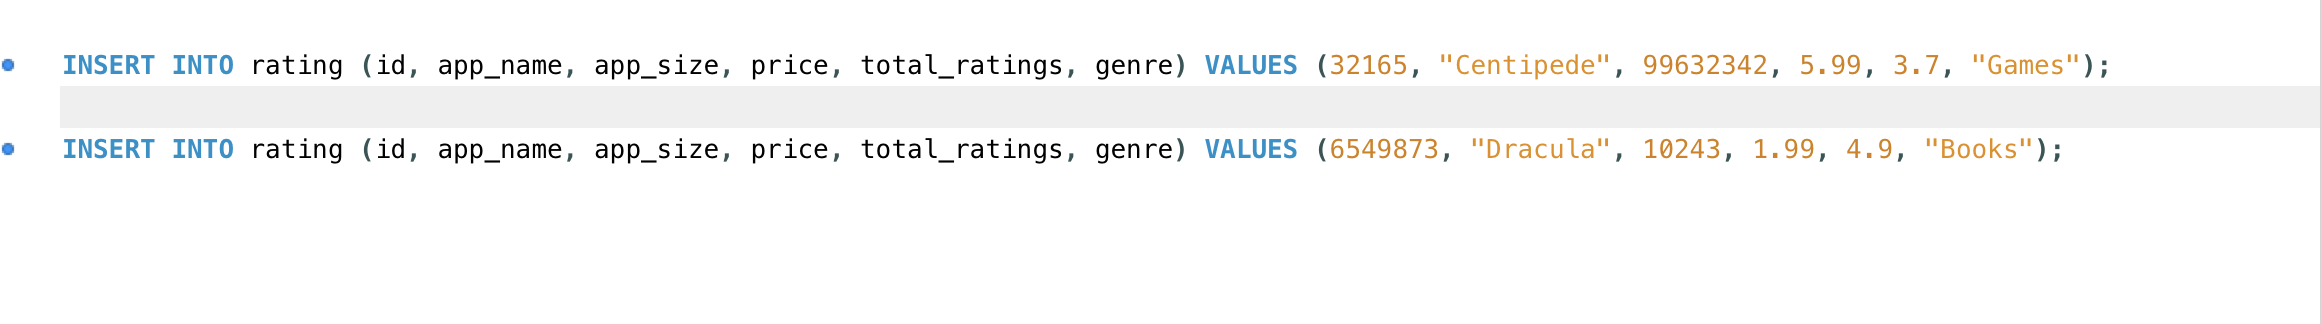 INSERT INTO rating (id, app_name, app_size, price, total_ratings, genre) VALUES (32165, "Centipede", 99632342, 5.99, 3.7, "Games");
INSERT INTO rating (id, app_name, app_size, price, total_ratings, genre) VALUES (6549873, "Dracula", 10243, 1.99, 4.9, "Books");